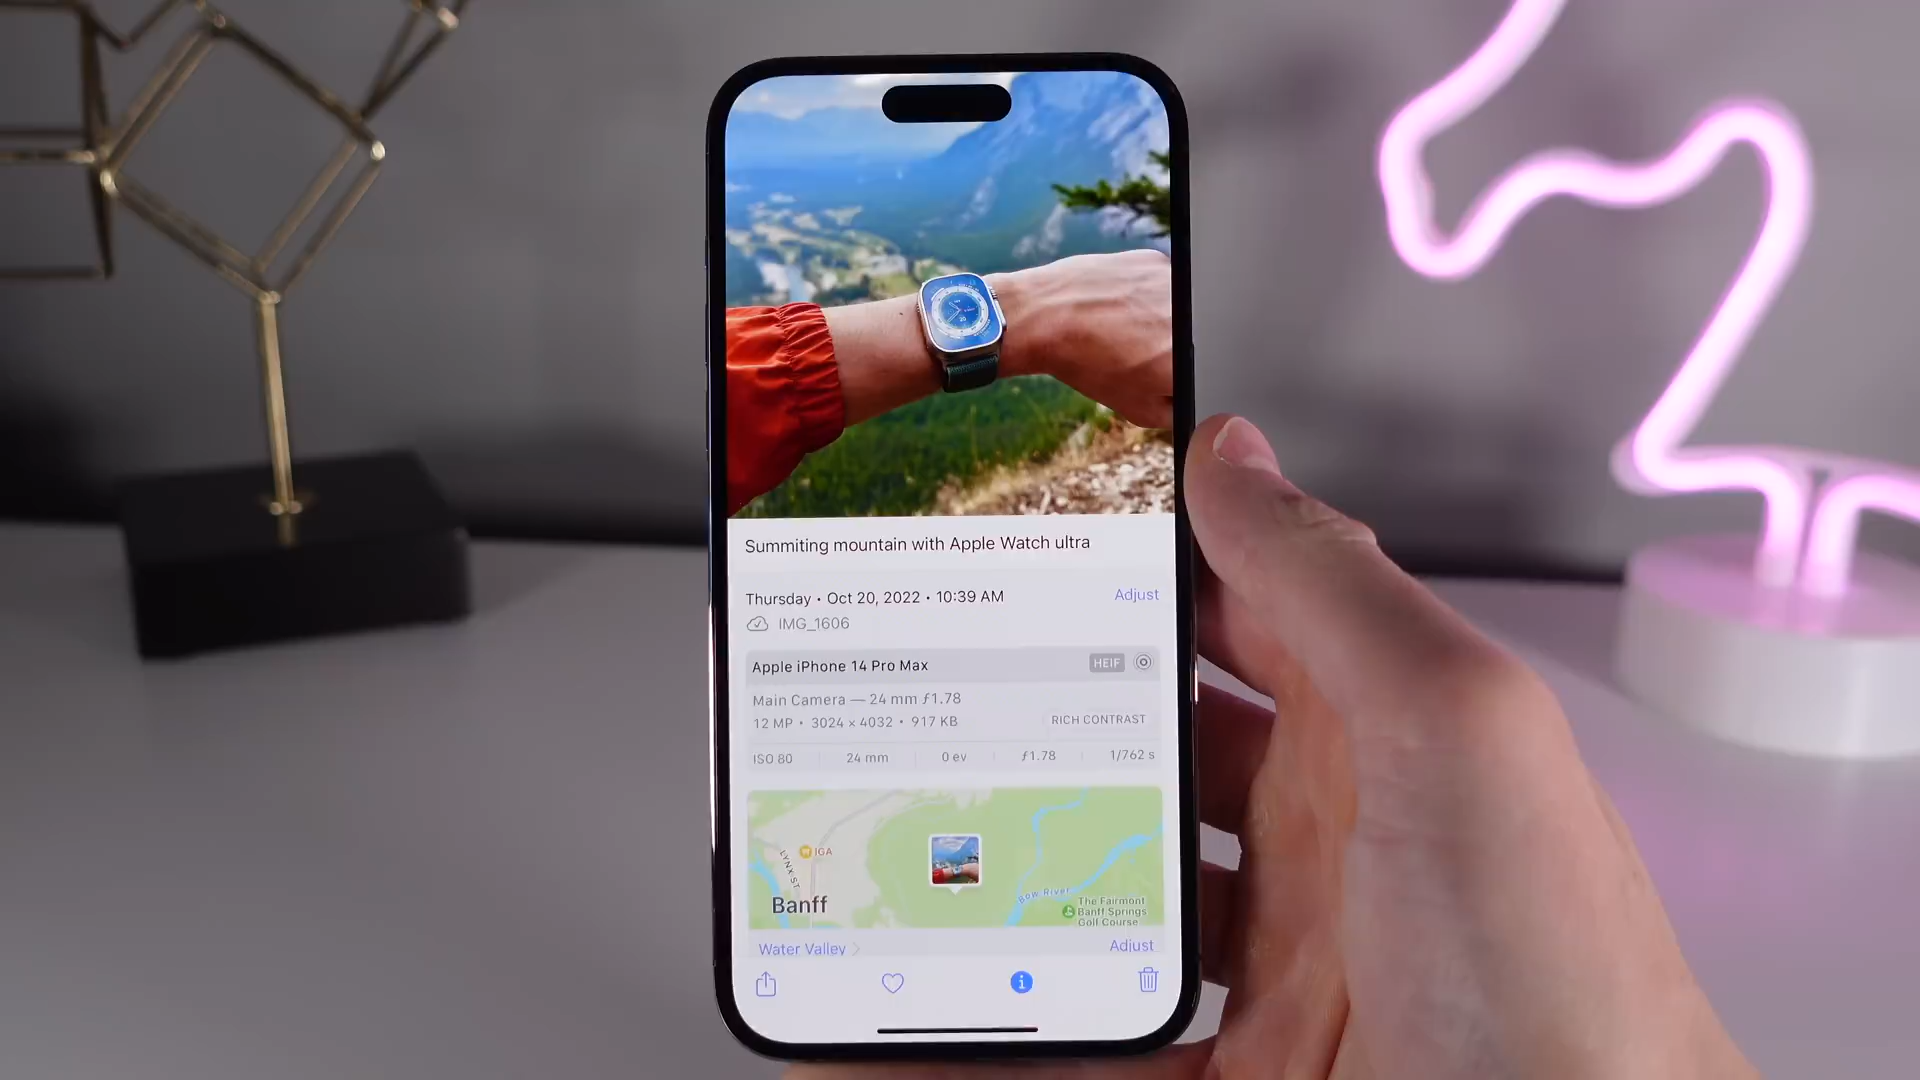 Summiting mountain with Apple Watch ultra
Thursday • Oct 20, 2022 • 10:39 AM
Adjust
IMG_1606
Apple iPhone 14 Pro Max
HEIF
Main Camera — 24 mm ƒ1.78
12 MP • 3024 × 4032 • 917 KB
RICH CONTRAST
ISO 80
24 mm
0 ev
ƒ1.78
1/762 s
IGA
LYNX ST
Banff
Bow River
The Fairmont
Banff Springs
Golf Course
Water Valley
Adjust